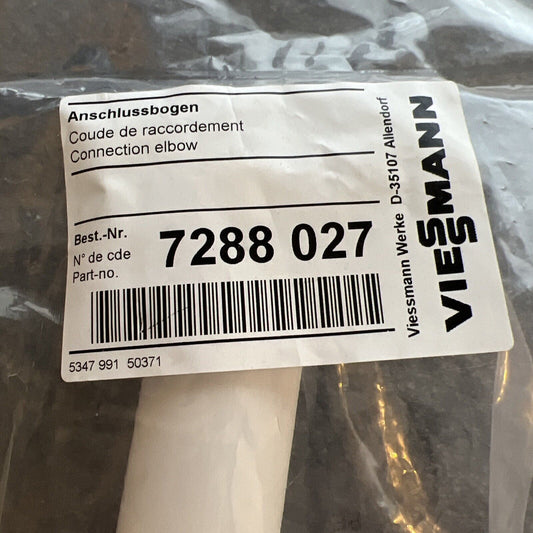 Anschlussbogen
Coude de raccordement
Connection elbow
Best.-Nr.
N° de cde
Part-no.
7288 027
5347 991 50371
Viessmann Werke D-35107 Allendorf
VIESSMANN